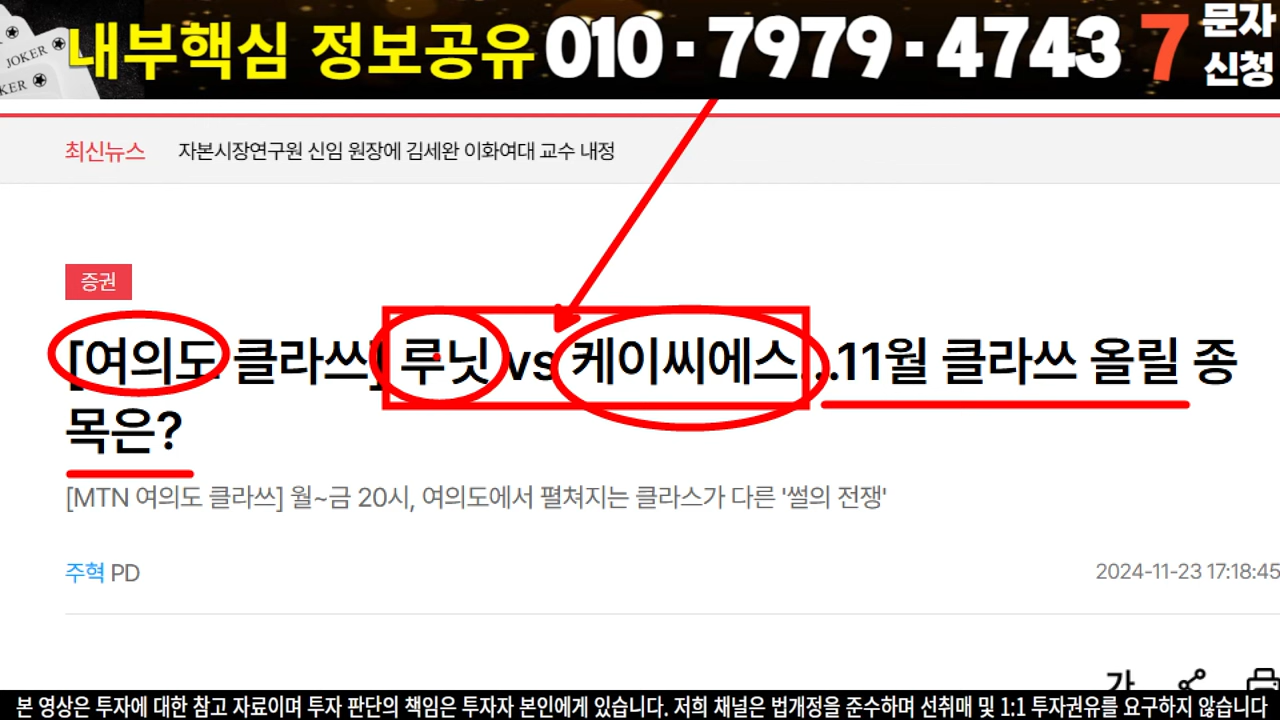 JOKER
KER
내부핵심 정보공유 010-7979-4743 7 문자
신청
최신뉴스 자본시장연구원 신임 원장에 김세완 이화여대 교수 내정
증권
[여의도 클라쓰] 루닛 vs 케이씨에스...11월 클라쓰 올릴 종
목은?
[MTN 여의도 클라쓰] 월~금 20시, 여의도에서 펼쳐지는 클라스가 다른 '썰의 전쟁'
주혁 PD 2024-11-23 17:18:45
가
본 영상은 투자에 대한 참고 자료이며 투자 판단의 책임은 투자자 본인에게 있습니다. 저희 채널은 법개정을 준수하며 선취매 및 1:1 투자권유를 요구하지 않습니다